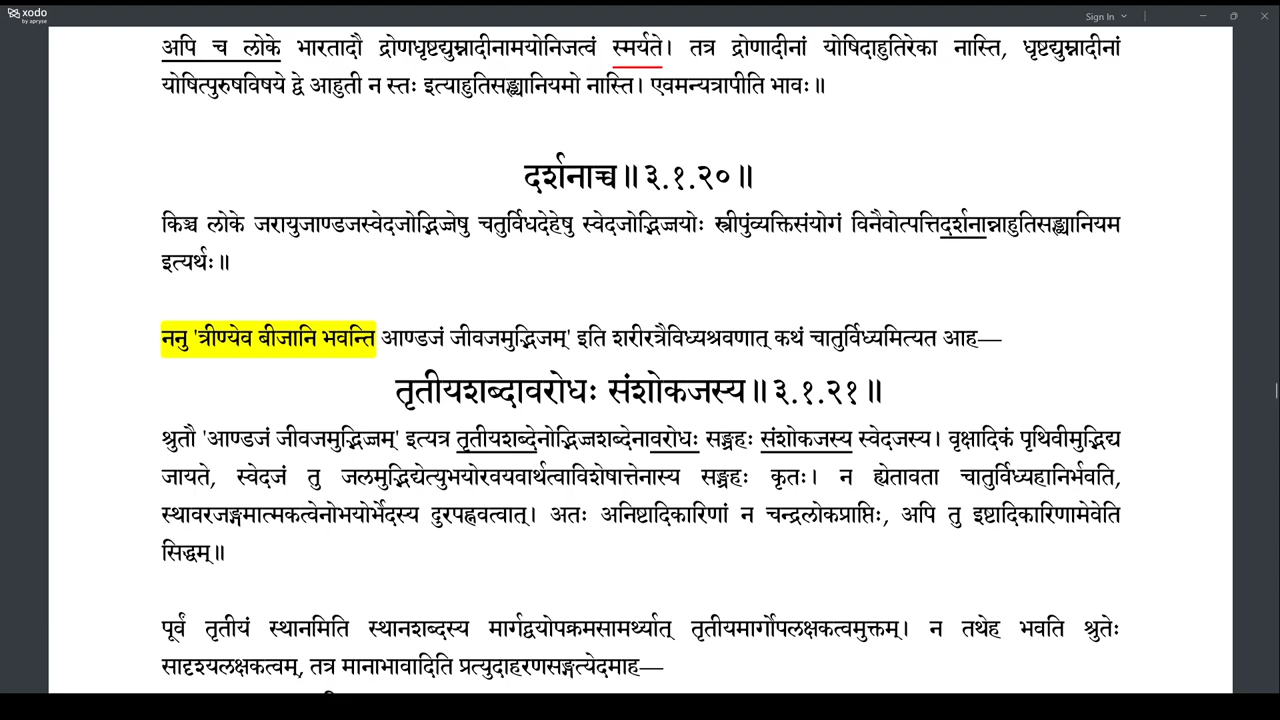 xodo
by apryse
Sign In
अपि च लोके भारतादौ द्रोणधृष्टद्युम्नादीनामयोनिजत्वं स्मर्यते। तत्र द्रोणादीनां योषिदाहुतिरेका नास्ति, धृष्टद्युम्नादीनां
योषित्पुरुषविषये द्वे आहुती न स्तः इत्याहुतिसङ्ख्यानियमो नास्ति। एवमन्यत्रापीति भावः॥
दर्शनाच्च॥३.१.२०॥
किञ्च लोके जरायुजाण्डजस्वेदजोद्भिज्जेषु चतुर्विधदेहेषु स्वेदजोद्भिज्जयोः स्त्रीपुंव्यक्तिसंयोगं विनैवोत्पत्तिदर्शनान्नाहुतिसङ्ख्यानियम
इत्यर्थः॥
ननु 'त्रीण्येव बीजानि भवन्ति आण्डजं जीवजमुद्भिजम्' इति शरीरत्रैविध्यश्रवणात् कथं चातुर्विध्यमित्यत आह—
तृतीयशब्दावरोधः संशोकजस्य॥३.१.२१॥
श्रुतौ 'आण्डजं जीवजमुद्भिज्जम्' इत्यत्र तृतीयशब्देनोद्भिज्जशब्देनावरोधः सङ्ग्रहः संशोकजस्य स्वेदजस्य। वृक्षादिकं पृथिवीमुद्भिद्य
जायते, स्वेदजं तु जलमुद्भिद्येत्युभयोरवयवार्थत्वाविशेषात्तेनास्य सङ्ग्रहः कृतः। न ह्येतावता चातुर्विध्यहानिर्भवति,
स्थावरजङ्गमात्मकत्वेनोभयोर्भेदस्य दुरपह्नवत्वात्। अतः अनिष्टादिकारिणां न चन्द्रलोकप्राप्तिः, अपि तु इष्टादिकारिणामेवेति
सिद्धम्॥
पूर्वं तृतीयं स्थानमिति स्थानशब्दस्य मार्गद्वयोपक्रमसामर्थ्यात् तृतीयमार्गोपलक्षकत्वमुक्तम्। न तथेह भवति श्रुतेः
सादृश्यलक्षकत्वम्, तत्र मानाभावादिति प्रत्युदाहरणसङ्गत्येदमाह—